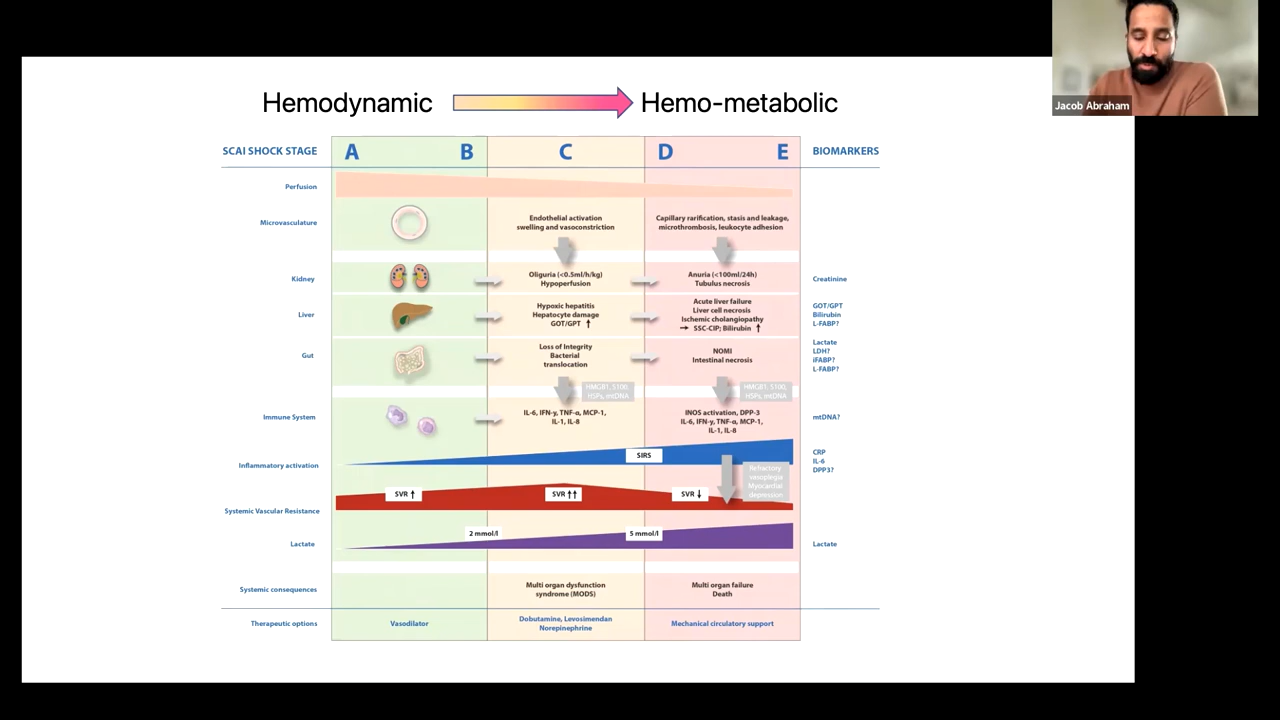 Hemodynamic
Hemo-metabolic
Jacob Abraham
SCAI SHOCK STAGE
A
B
C
D
E
BIOMARKERS
Perfusion
Microvasculature
Endothelial activation
swelling and vasoconstriction
Capillary rarification, stasis and leakage,
microthrombosis, leukocyte adhesion
Kidney
Oliguria (<0.5ml/h/kg)
Hypoperfusion
Anuria (<100ml/24h)
Tubulus necrosis
Creatinine
Liver
Hypoxic hepatitis
Hepatocyte damage
GOT/GPT ↑
Acute liver failure
Liver cell necrosis
Ischemic cholangiopathy
→ SSC-CIP; Bilirubin ↑
GOT/GPT
Bilirubin
L-FABP?
Gut
Loss of Integrity
Bacterial
translocation
NOMI
Intestinal necrosis
Lactate
LDH?
iFABP?
L-FABP?
HMGB1, S100,
HSPs, mtDNA
HMGB1, S100,
HSPs, mtDNA
Immune System
IL-6, IFN-γ, TNF-α, MCP-1,
IL-1, IL-8
INOS activation, DPP-3
IL-6, IFN-γ, TNF-α, MCP-1,
IL-1, IL-8
mtDNA?
Inflammatory activation
SIRS
CRP
IL-6
DPP3?
Refractory
vasoplegia
Myocardial
depression
Systemic Vascular Resistance
SVR ↑
SVR ↑↑
SVR ↓
Lactate
2 mmol/l
5 mmol/l
Lactate
Systemic consequences
Multi organ dysfunction
syndrome (MODS)
Multi organ failure
Death
Therapeutic options
Vasodilator
Dobutamine, Levosimendan
Norepinephrine
Mechanical circulatory support